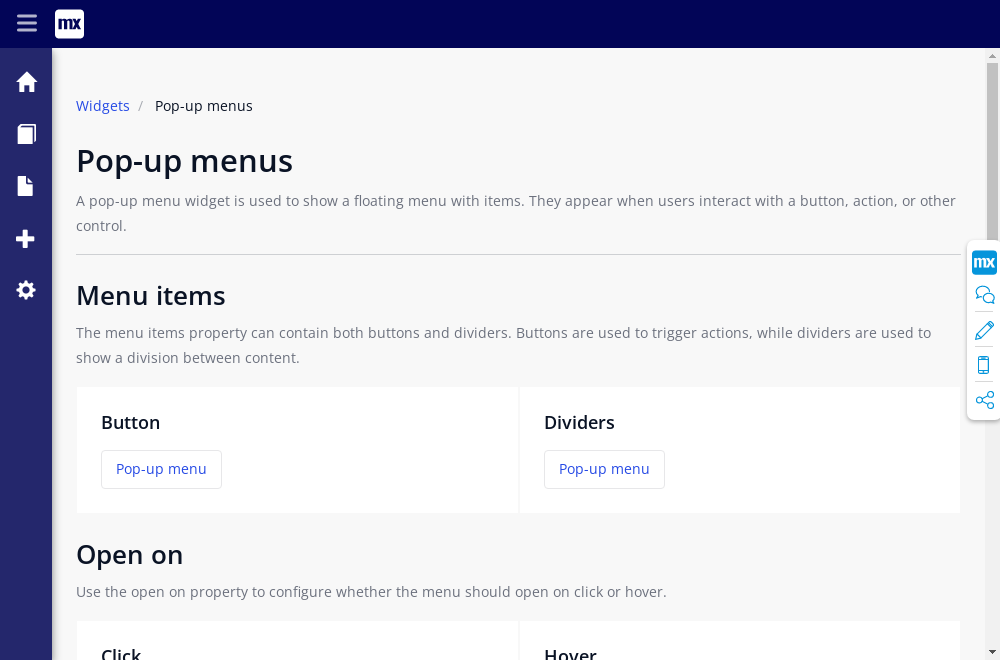 mx
Widgets / Pop-up menus
Pop-up menus
A pop-up menu widget is used to show a floating menu with items. They appear when users interact with a button, action, or other
control.
mx
Menu items
The menu items property can contain both buttons and dividers. Buttons are used to trigger actions, while dividers are used to
show a division between content.
Button
Dividers
Pop-up menu
Pop-up menu
Open on
Use the open on property to configure whether the menu should open on click or hover.
Click
Hover